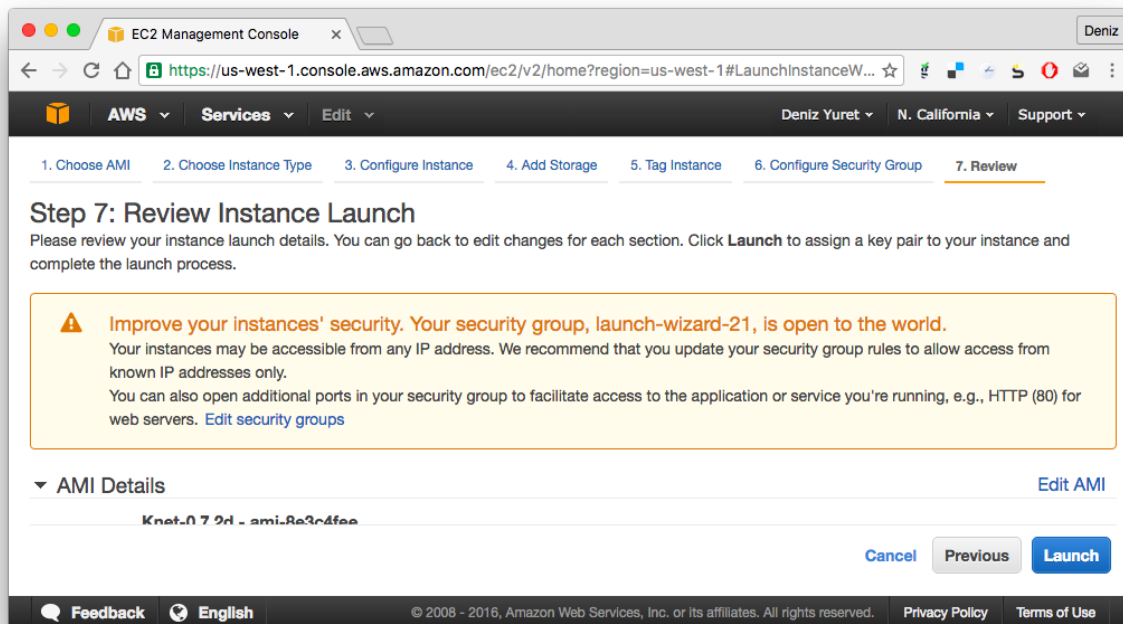 EC2 Management Console
Deniz
https://us-west-1.console.aws.amazon.com/ec2/v2/home?region=us-west-1#LaunchInstanceW...
AWS Services Edit Deniz Yuret N. California Support
1. Choose AMI 2. Choose Instance Type 3. Configure Instance 4. Add Storage 5. Tag Instance 6. Configure Security Group 7. Review
Step 7: Review Instance Launch
Please review your instance launch details. You can go back to edit changes for each section. Click Launch to assign a key pair to your instance and
complete the launch process.
Improve your instances' security. Your security group, launch-wizard-21, is open to the world.
Your instances may be accessible from any IP address. We recommend that you update your security group rules to allow access from
known IP addresses only.
You can also open additional ports in your security group to facilitate access to the application or service you're running, e.g., HTTP (80) for
web servers. Edit security groups
AMI Details Edit AMI
Knet-0.7.2d - ami-8e3c4fee
Cancel Previous Launch
Feedback English © 2008 - 2016, Amazon Web Services, Inc. or its affiliates. All rights reserved. Privacy Policy Terms of Use